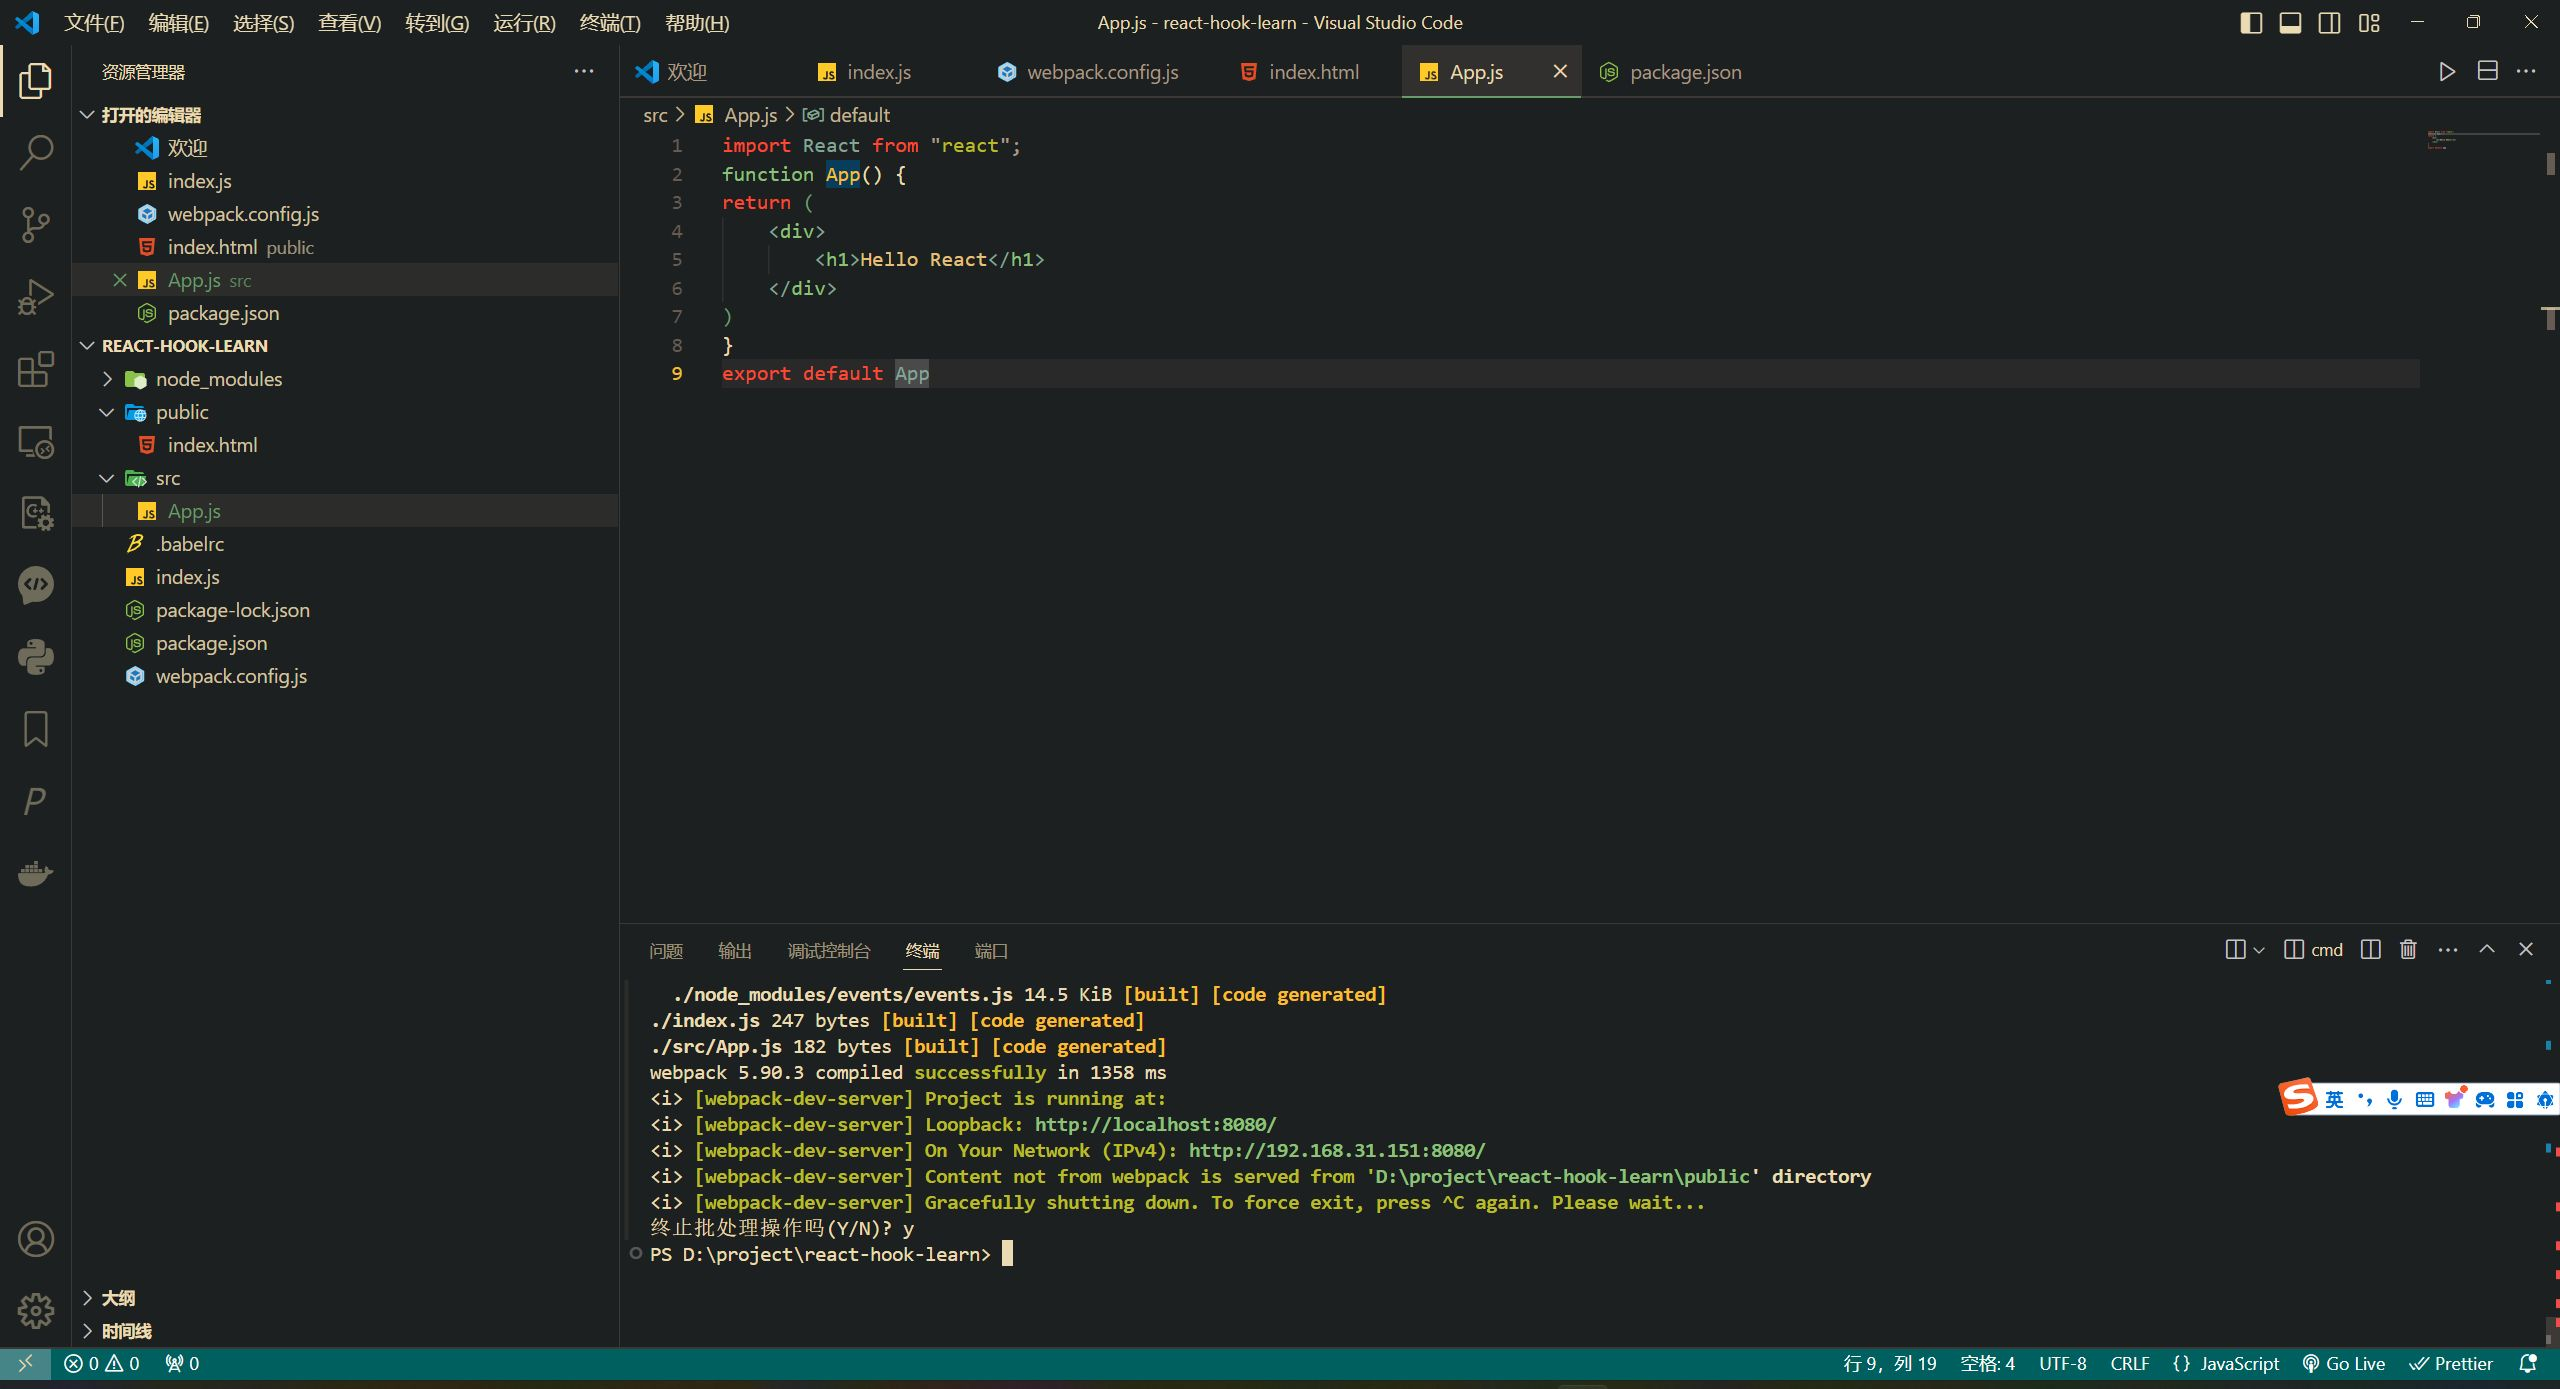 文件(F) 编辑(E) 选择(S) 查看(V) 转到(G) 运行(R) 终端(T) 帮助(H)
App.js - react-hook-learn - Visual Studio Code
资源管理器
打开的编辑器
欢迎
index.js
webpack.config.js
index.html public
App.js src
package.json
REACT-HOOK-LEARN
node_modules
public
index.html
src
App.js
.babelrc
index.js
package-lock.json
package.json
webpack.config.js
大纲
时间线
欢迎 index.js webpack.config.js index.html App.js package.json
src > App.js > default
1 import React from "react";
2 function App() {
3 return (
4 <div>
5 <h1>Hello React</h1>
6 </div>
7 )
8 }
9 export default App
问题 输出 调试控制台 终端 端口
cmd
./node_modules/events/events.js 14.5 KiB [built] [code generated]
./index.js 247 bytes [built] [code generated]
./src/App.js 182 bytes [built] [code generated]
webpack 5.90.3 compiled successfully in 1358 ms
<i> [webpack-dev-server] Project is running at:
<i> [webpack-dev-server] Loopback: http://localhost:8080/
<i> [webpack-dev-server] On Your Network (IPv4): http://192.168.31.151:8080/
<i> [webpack-dev-server] Content not from webpack is served from 'D:\project\react-hook-learn\public' directory
<i> [webpack-dev-server] Gracefully shutting down. To force exit, press ^C again. Please wait...
终止批处理操作吗(Y/N)? y
PS D:\project\react-hook-learn>
英
0 0 0
行 9，列 19 空格: 4 UTF-8 CRLF {} JavaScript Go Live Prettier